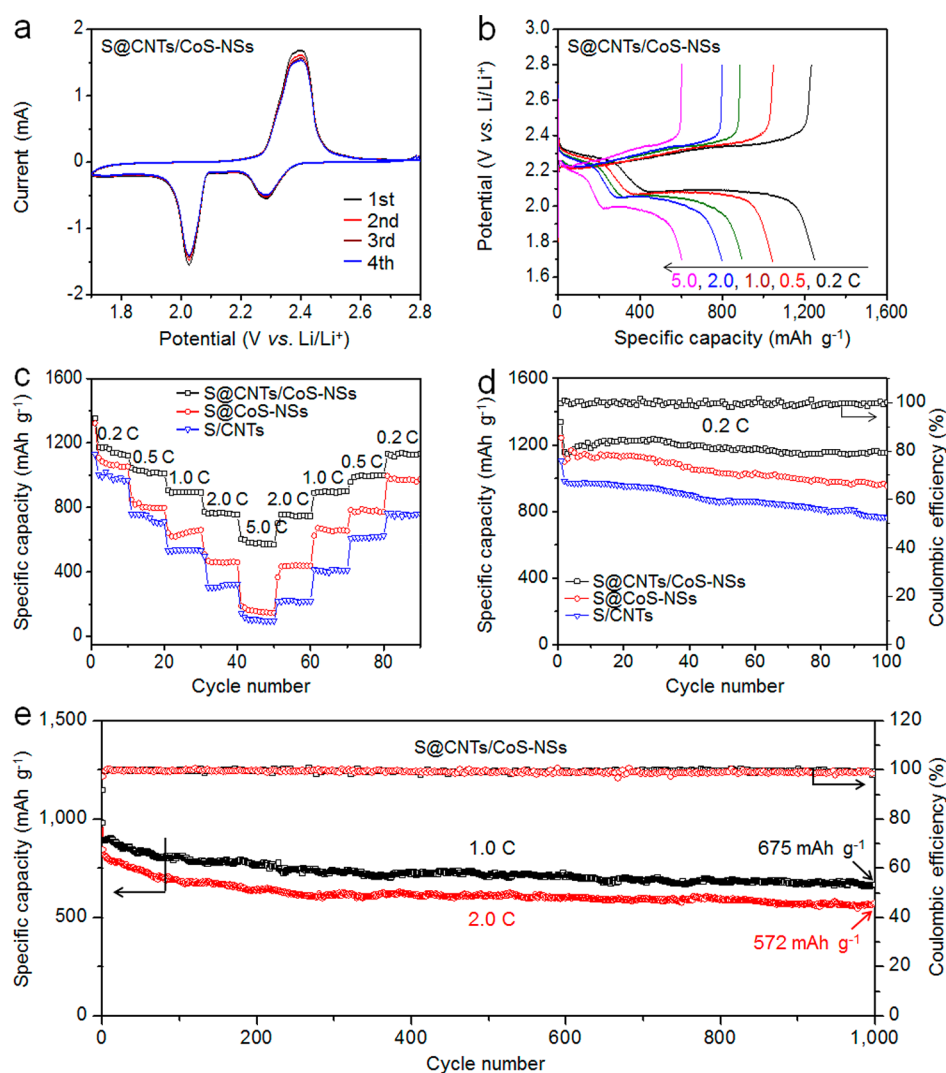 a
S@CNTs/CoS-NSs
2
1
0
-1
-2
Current (mA)
1st
2nd
3rd
4th
1.8
2.0
2.2
2.4
2.6
2.8
Potential (V vs. Li/Li⁺)
b
S@CNTs/CoS-NSs
3.0
2.8
2.6
2.4
2.2
2.0
1.8
1.6
Potential (V vs. Li/Li⁺)
5.0, 2.0, 1.0, 0.5, 0.2 C
0
400
800
1,200
1,600
Specific capacity (mAh g⁻¹)
c
1600
1200
800
400
0
Specific capacity (mAh g⁻¹)
S@CNTs/CoS-NSs
S@CoS-NSs
S/CNTs
0.2 C
0.5 C
1.0 C
2.0 C
5.0 C
2.0 C
1.0 C
0.5 C
0.2 C
0
20
40
60
80
Cycle number
d
1600
1200
800
400
0
Specific capacity (mAh g⁻¹)
0.2 C
S@CNTs/CoS-NSs
S@CoS-NSs
S/CNTs
100
80
60
40
20
0
Coulombic efficiency (%)
0
20
40
60
80
100
Cycle number
e
1,500
1,000
500
0
Specific capacity (mAh g⁻¹)
S@CNTs/CoS-NSs
1.0 C
2.0 C
675 mAh g⁻¹
572 mAh g⁻¹
120
100
80
60
40
20
0
Coulombic efficiency (%)
0
200
400
600
800
1,000
Cycle number